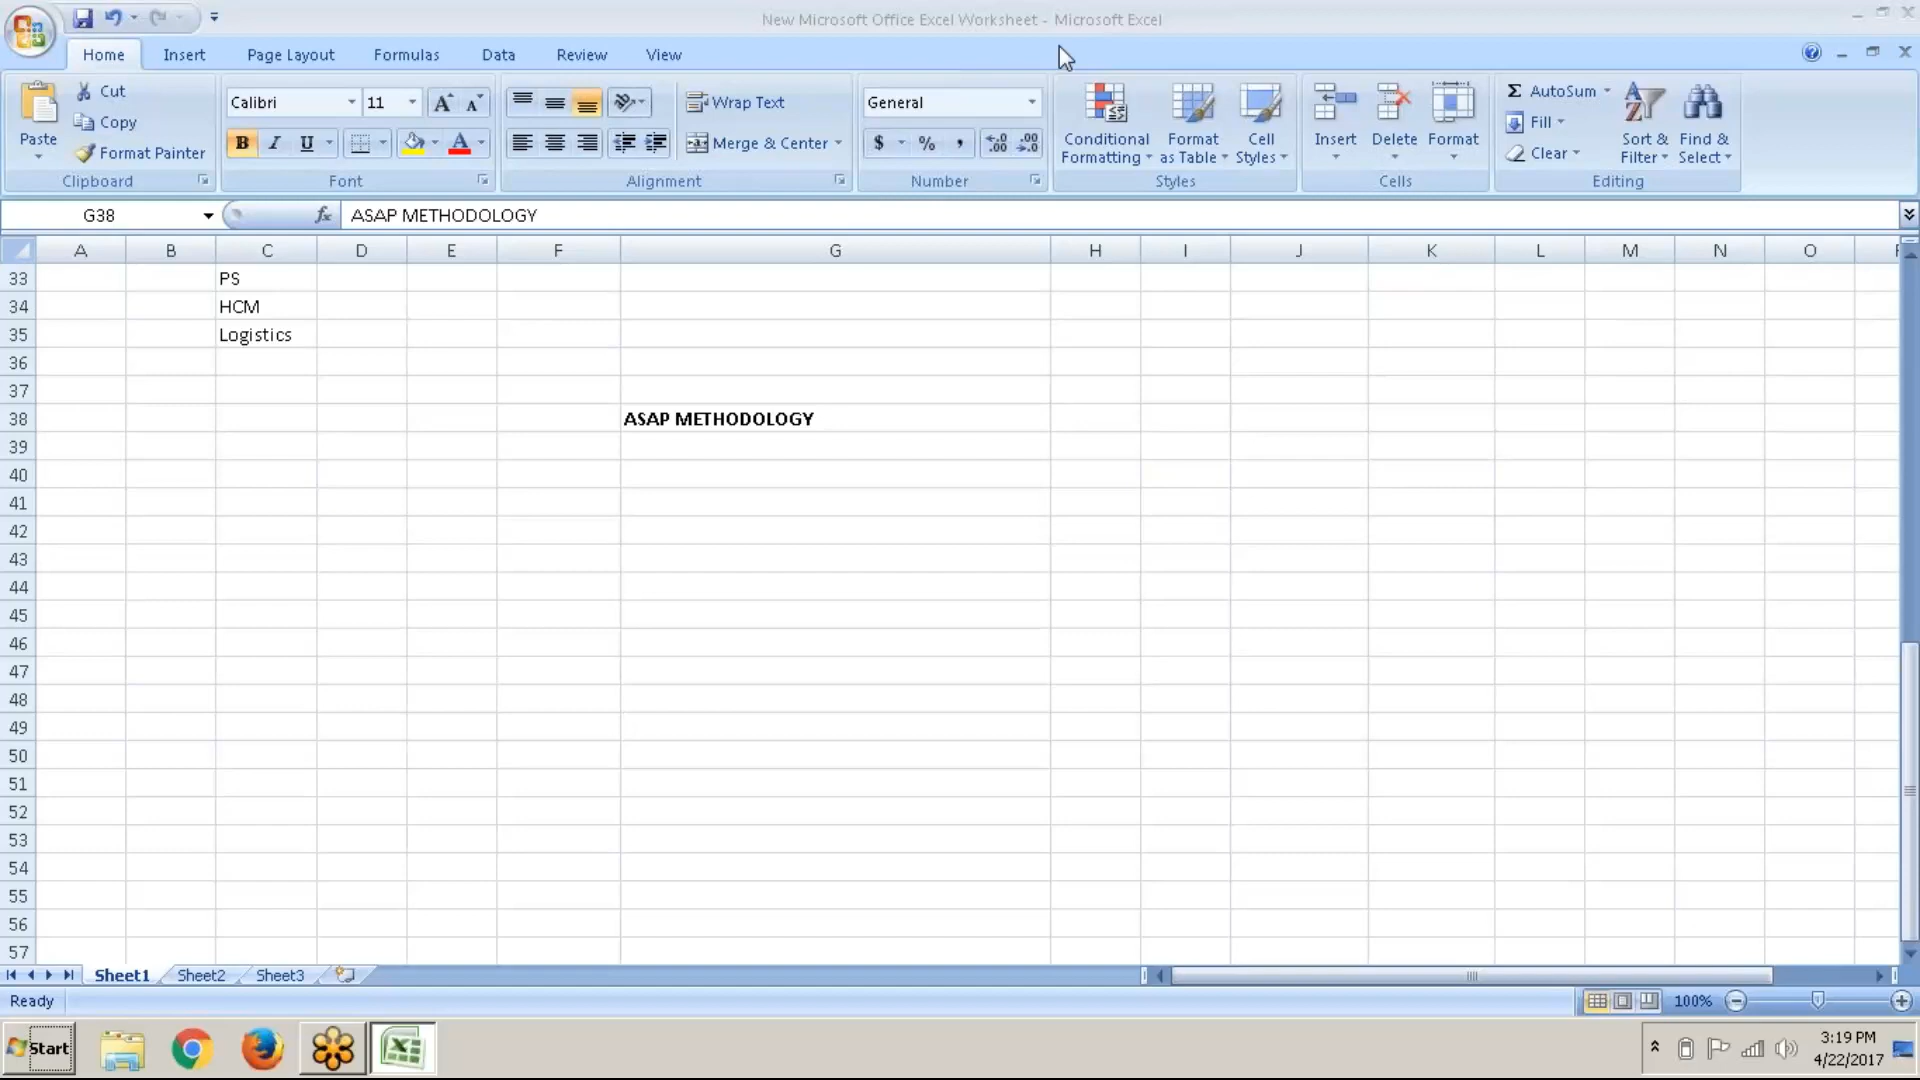 New Microsoft Office Excel Worksheet - Microsoft Excel
Home Insert Page Layout Formulas Data Review View
Paste
Cut
Copy
Format Painter
Clipboard
Calibri 11
B I U
Font
Wrap Text
Merge & Center
Alignment
General
$ % ,
Number
Conditional Formatting
Format as Table
Cell Styles
Styles
Insert Delete Format
Cells
Σ AutoSum
Fill
Clear
Sort & Filter
Find & Select
Editing
G38 fx ASAP METHODOLOGY
A B C D E F G H I J K L M N O
33 PS
34 HCM
35 Logistics
36
37
38 ASAP METHODOLOGY
39
40
41
42
43
44
45
46
47
48
49
50
51
52
53
54
55
56
57
Sheet1 Sheet2 Sheet3
Ready 100%
Start
3:19 PM
4/22/2017